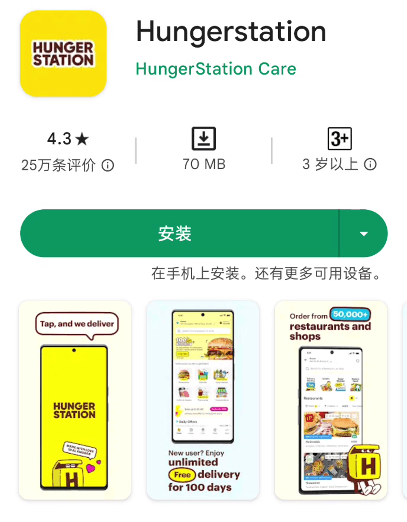 HUNGER
STATION
Hungerstation
HungerStation Care
4.3★
25万条评价
70 MB
3+
3 岁以上
安装
在手机上安装。还有更多可用设备。
Tap, and we deliver
HUNGER
STATION
H
New user? Enjoy
unlimited
Free delivery
for 100 days
Order from 50,000+
restaurants and
shops
H